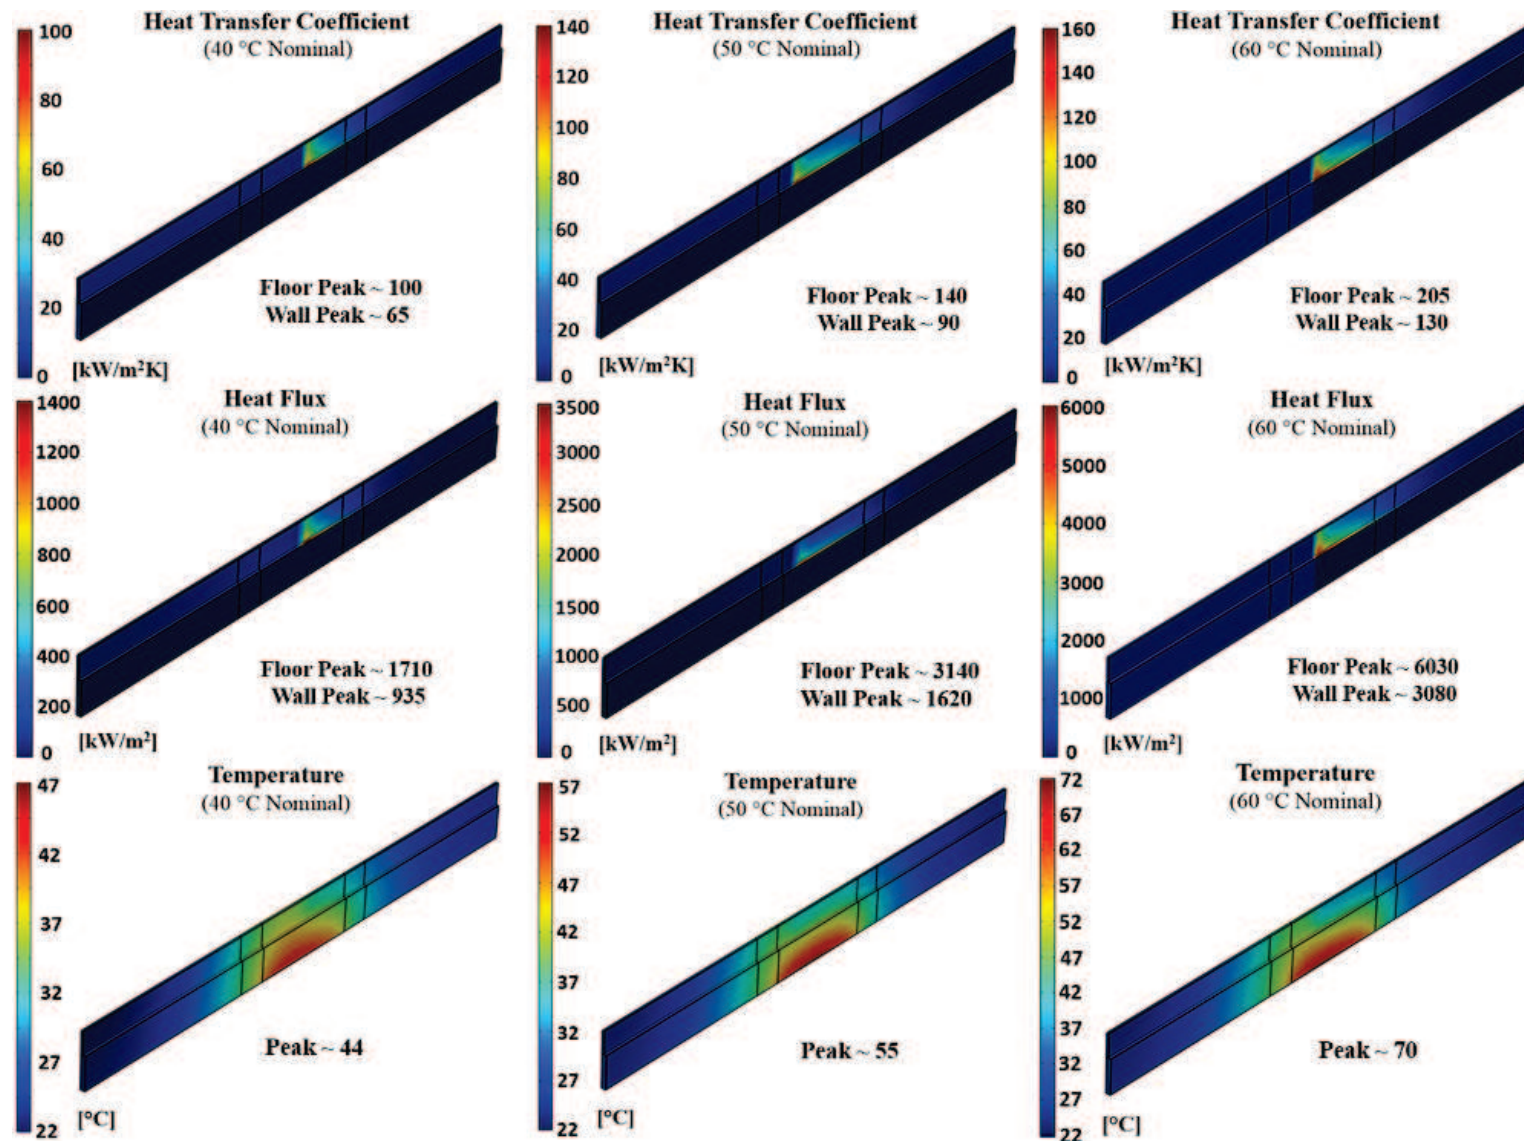 Heat Transfer Coefficient
(40 °C Nominal)
100
80
60
40
20
0
[kW/m²K]
Floor Peak ~ 100
Wall Peak ~ 65
Heat Transfer Coefficient
(50 °C Nominal)
140
120
100
80
60
40
20
0
[kW/m²K]
Floor Peak ~ 140
Wall Peak ~ 90
Heat Transfer Coefficient
(60 °C Nominal)
160
140
120
100
80
60
40
20
0
[kW/m²K]
Floor Peak ~ 205
Wall Peak ~ 130
Heat Flux
(40 °C Nominal)
1400
1200
1000
800
600
400
200
0
[kW/m²]
Floor Peak ~ 1710
Wall Peak ~ 935
Heat Flux
(50 °C Nominal)
3500
3000
2500
2000
1500
1000
500
0
[kW/m²]
Floor Peak ~ 3140
Wall Peak ~ 1620
Heat Flux
(60 °C Nominal)
6000
5000
4000
3000
2000
1000
0
[kW/m²]
Floor Peak ~ 6030
Wall Peak ~ 3080
Temperature
(40 °C Nominal)
47
42
37
32
27
22
[°C]
Peak ~ 44
Temperature
(50 °C Nominal)
57
52
47
42
37
32
27
22
[°C]
Peak ~ 55
Temperature
(60 °C Nominal)
72
67
62
57
52
47
42
37
32
27
22
[°C]
Peak ~ 70